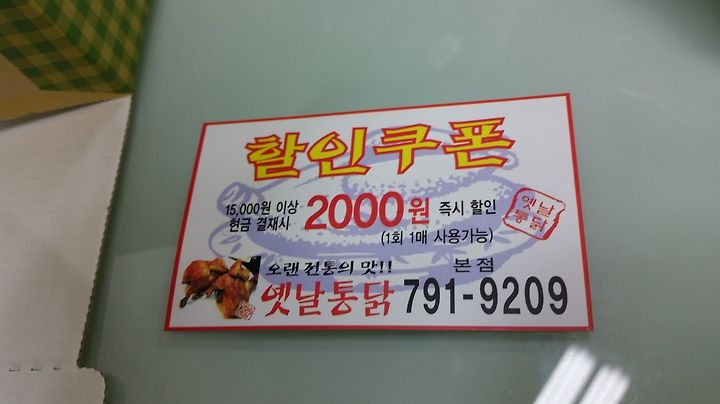 할인쿠폰
15,000원 이상
현금 결재시
2000원 즉시 할인
(1회 1매 사용가능)
옛날
통닭
오랜 전통의 맛!!
본점
옛날통닭 791-9209